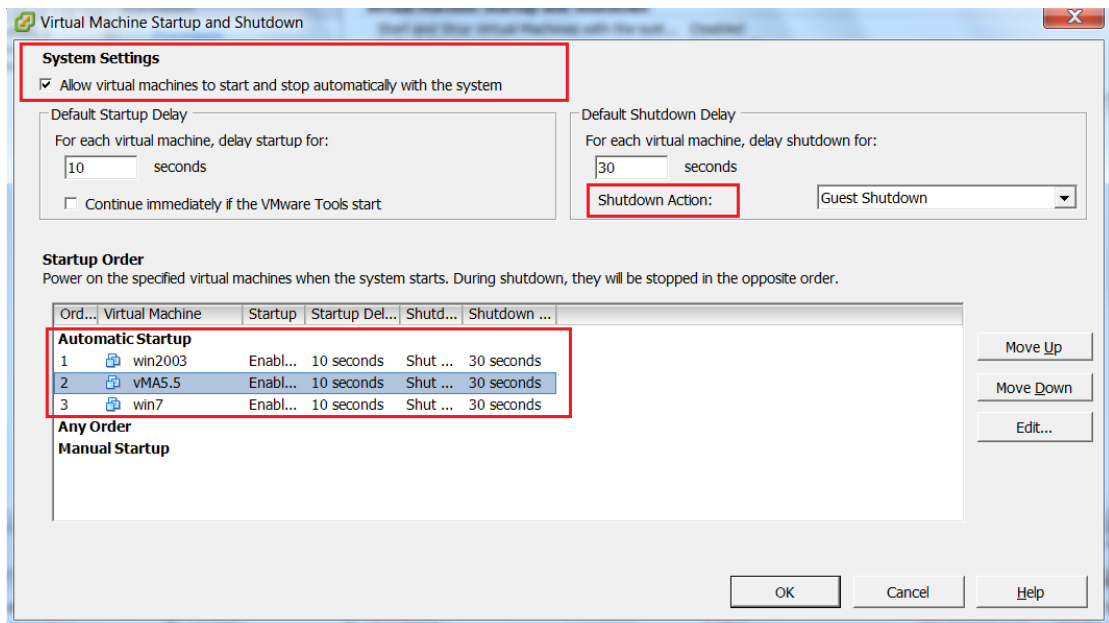 Virtual Machine Startup and Shutdown
System Settings
Allow virtual machines to start and stop automatically with the system
Default Startup Delay
For each virtual machine, delay startup for:
10 seconds
Continue immediately if the VMware Tools start
Default Shutdown Delay
For each virtual machine, delay shutdown for:
30 seconds
Shutdown Action: Guest Shutdown
Startup Order
Power on the specified virtual machines when the system starts. During shutdown, they will be stopped in the opposite order.
Ord... Virtual Machine Startup Startup Del... Shutd... Shutdown ...
Automatic Startup
1 win2003 Enabl... 10 seconds Shut ... 30 seconds
2 vMA5.5 Enabl... 10 seconds Shut ... 30 seconds
3 win7 Enabl... 10 seconds Shut ... 30 seconds
Any Order
Manual Startup
Move Up
Move Down
Edit...
OK Cancel Help